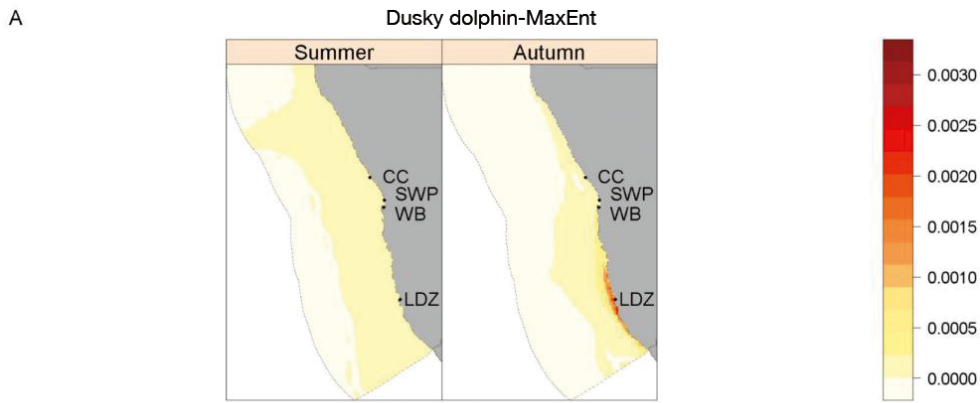 A
Dusky dolphin-MaxEnt
Summer
Autumn
CC
SWP
WB
LDZ
CC
SWP
WB
LDZ
0.0030
0.0025
0.0020
0.0015
0.0010
0.0005
0.0000